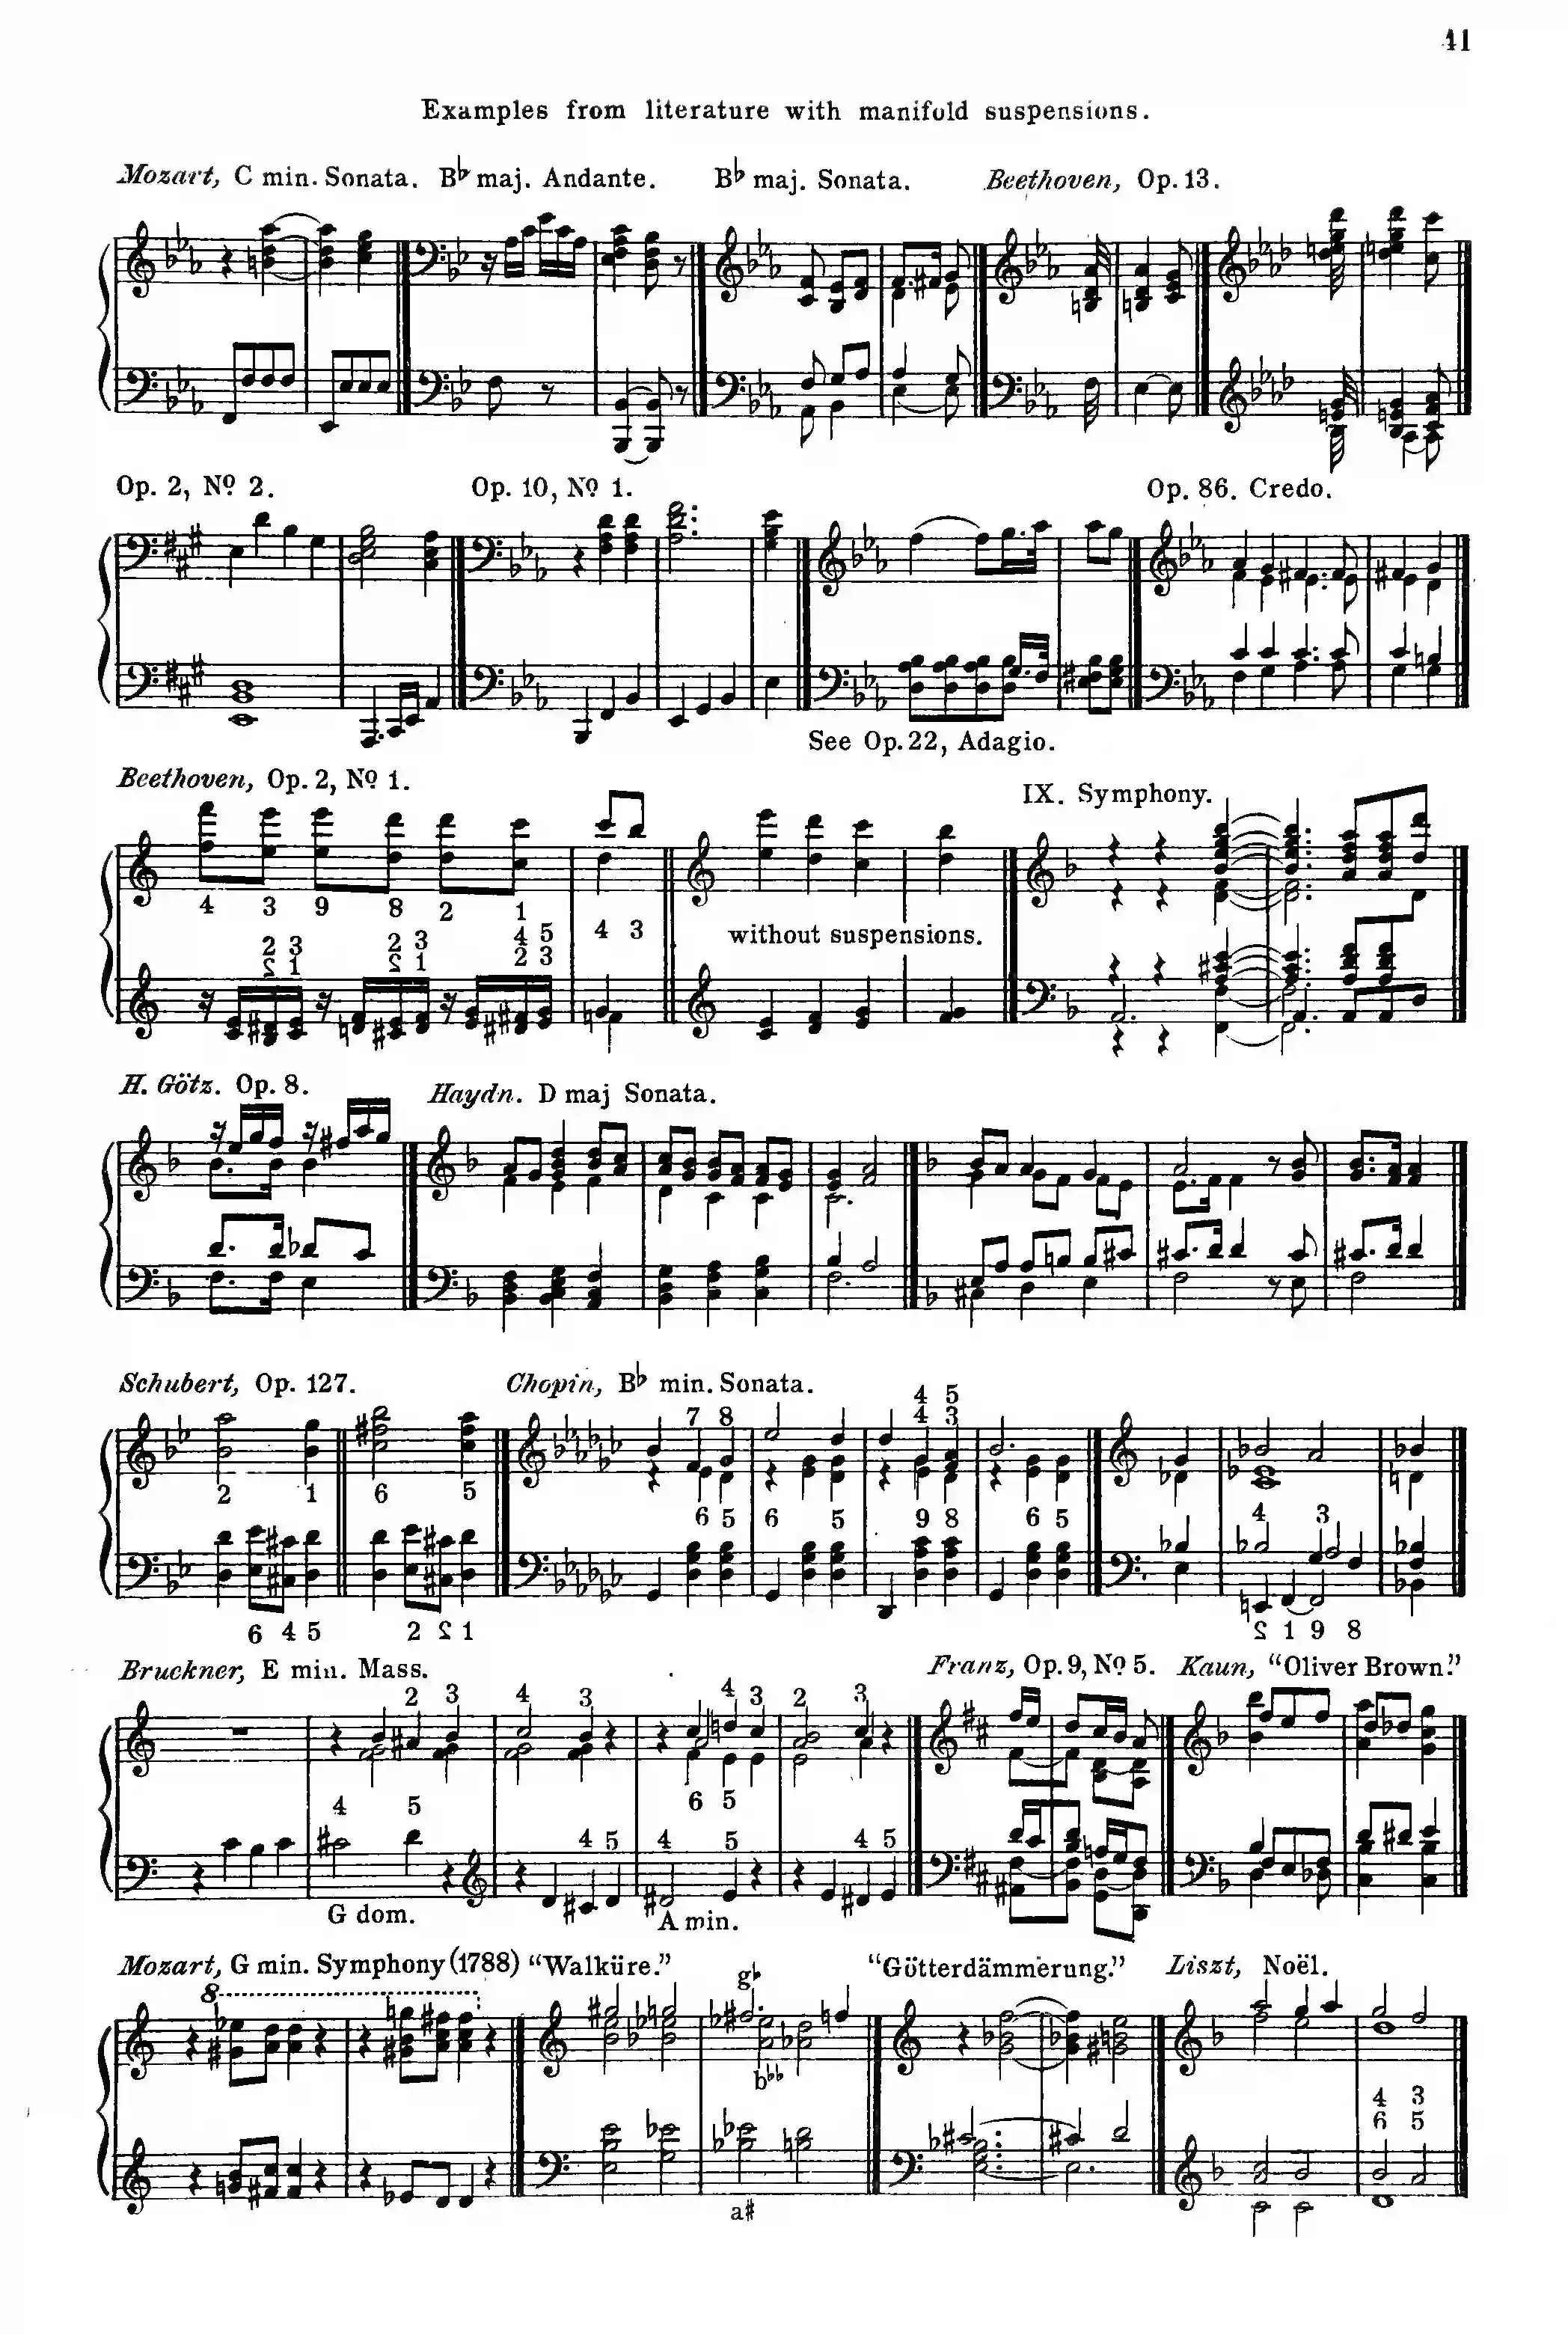 41
Examples from literature with manifold suspensions.
Mozart, C min. Sonata. B♭ maj. Andante. B♭ maj. Sonata. Beethoven, Op. 13.
Op. 2, No 2. Op. 10, No 1. Op. 86. Credo.
See Op. 22, Adagio.
Beethoven, Op. 2, No 1. IX. Symphony.
4 3 9 8 2 1
4 3
without suspensions.
2 3 2 3 4 5
2 1 2 1 2 3
H. Götz. Op. 8. Haydn. D maj Sonata.
Schubert, Op. 127. Chopin, B♭ min. Sonata.
4 5
7 8 4 3
2 1 6 5
6 5 6 5 9 8 6 5 4 3
6 4 5 2 2 1 2 1 9 8
Bruckner, E min. Mass. Franz, Op. 9, No 5. Kaun, “Oliver Brown.”
2 3 4 3 4 3 2 3
4 5 6 5
4 5 4 5 4 5
G dom. A min.
Mozart, G min. Symphony (1788) “Walküre.” “Götterdämmerung.” Liszt, Noël.
8 g♭
b♭♭
4 3
6 5
a♯